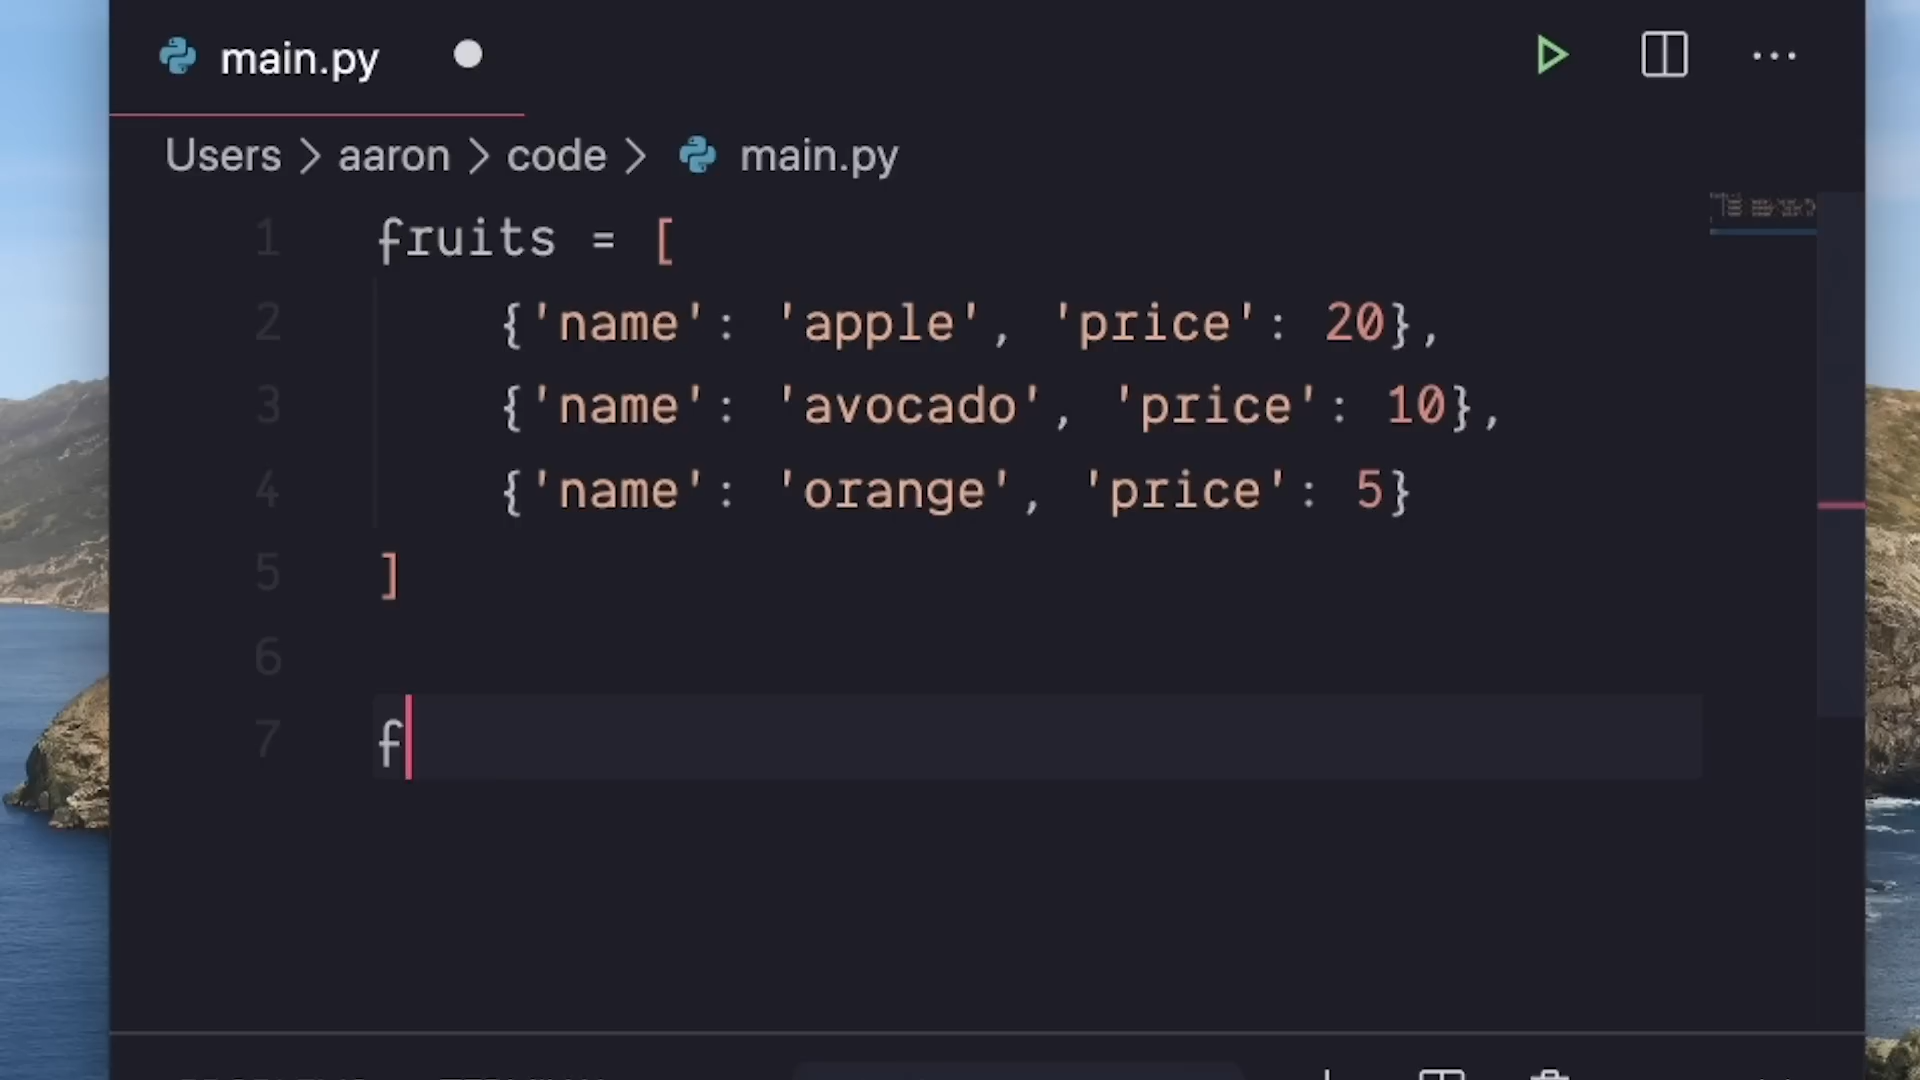 main.py
Users > aaron > code > main.py
1 fruits = [
2 {'name': 'apple', 'price': 20},
3 {'name': 'avocado', 'price': 10},
4 {'name': 'orange', 'price': 5}
5 ]
6
7 f